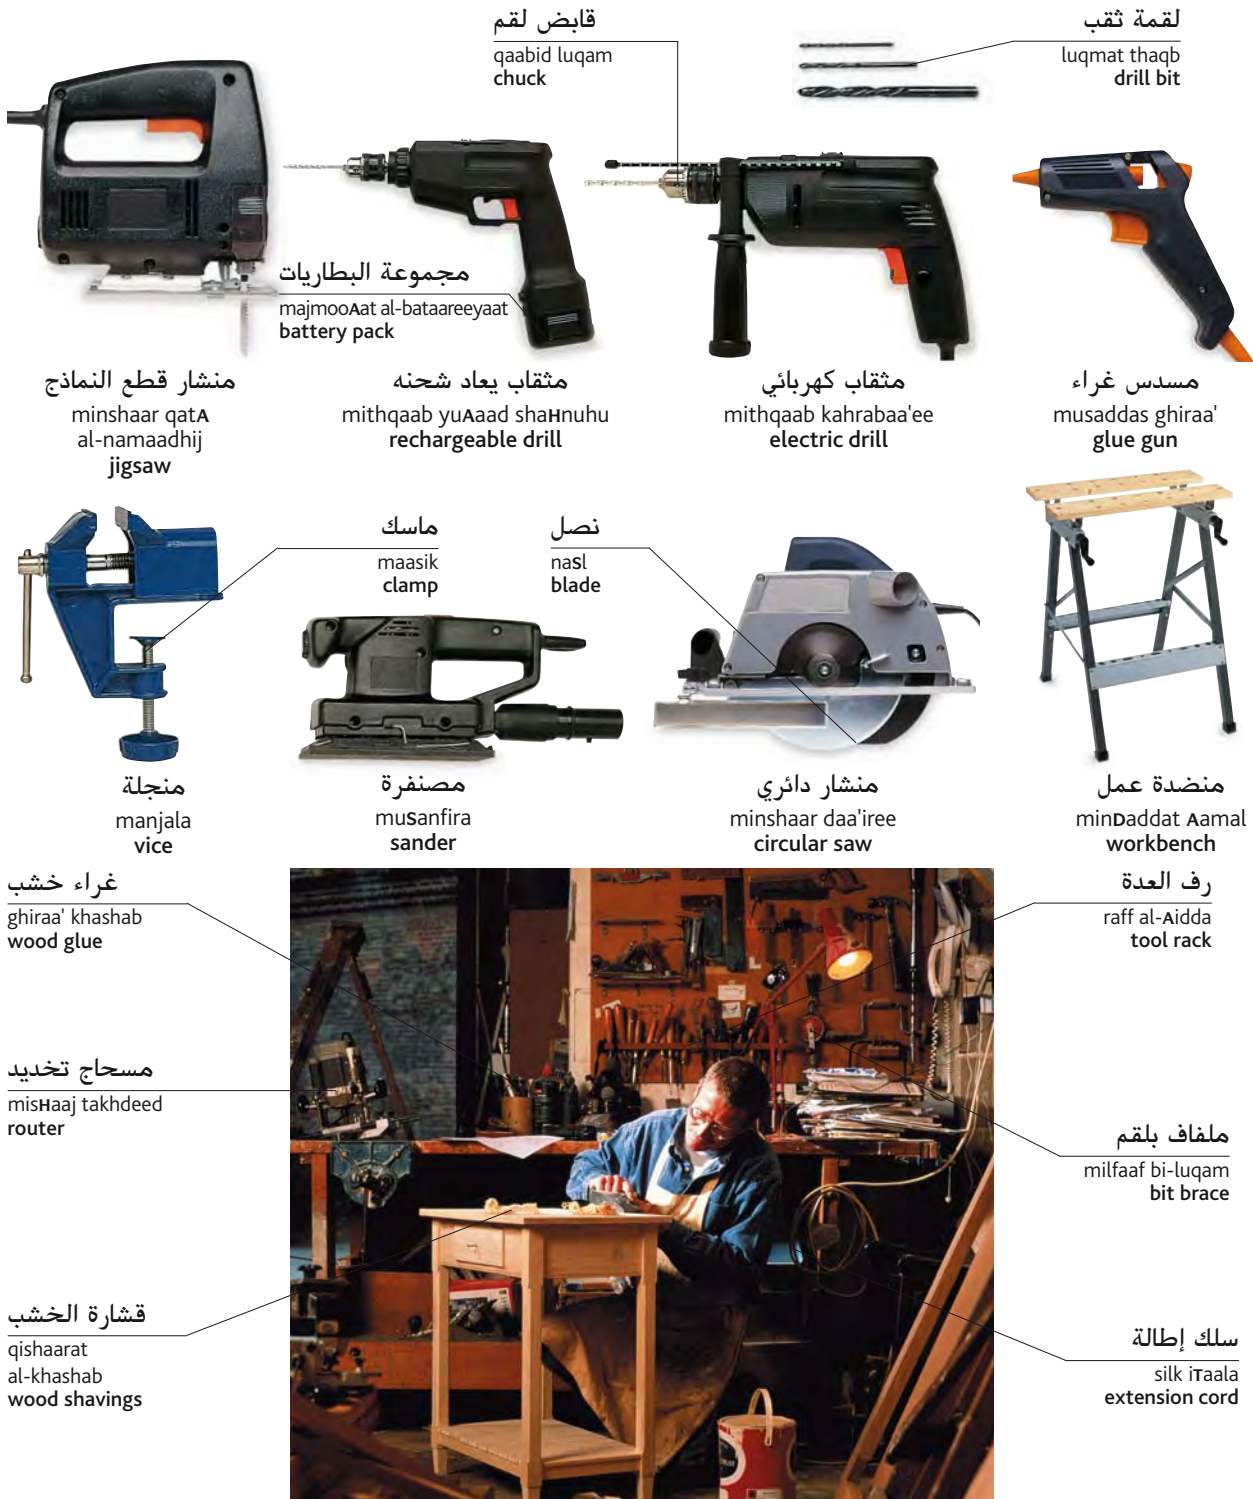 قابض لقم
qaabid luqam
chuck
لقمة ثقب
luqmat thaqb
drill bit
مجموعة البطاريات
majmooAat al-bataareeyaat
battery pack
منشار قطع النماذج
minshaar qatA
al-namaadhij
jigsaw
مثقاب يعاد شحنه
mithqaab yuAaad shaHnuhu
rechargeable drill
مثقاب كهربائي
mithqaab kahrabaa'ee
electric drill
مسدس غراء
musaddas ghiraa'
glue gun
ماسك
maasik
clamp
نصل
nasl
blade
منجلة
manjala
vice
مصنفرة
muSanfira
sander
منشار دائري
minshaar daa'iree
circular saw
منضدة عمل
minDaddat Aamal
workbench
غراء خشب
ghiraa' khashab
wood glue
رف العدة
raff al-Aidda
tool rack
مسحاج تخديد
misHaaj takhdeed
router
ملفاف بلقم
milfaaf bi-luqam
bit brace
قشارة الخشب
qishaarat
al-khashab
wood shavings
سلك إطالة
silk iTaala
extension cord